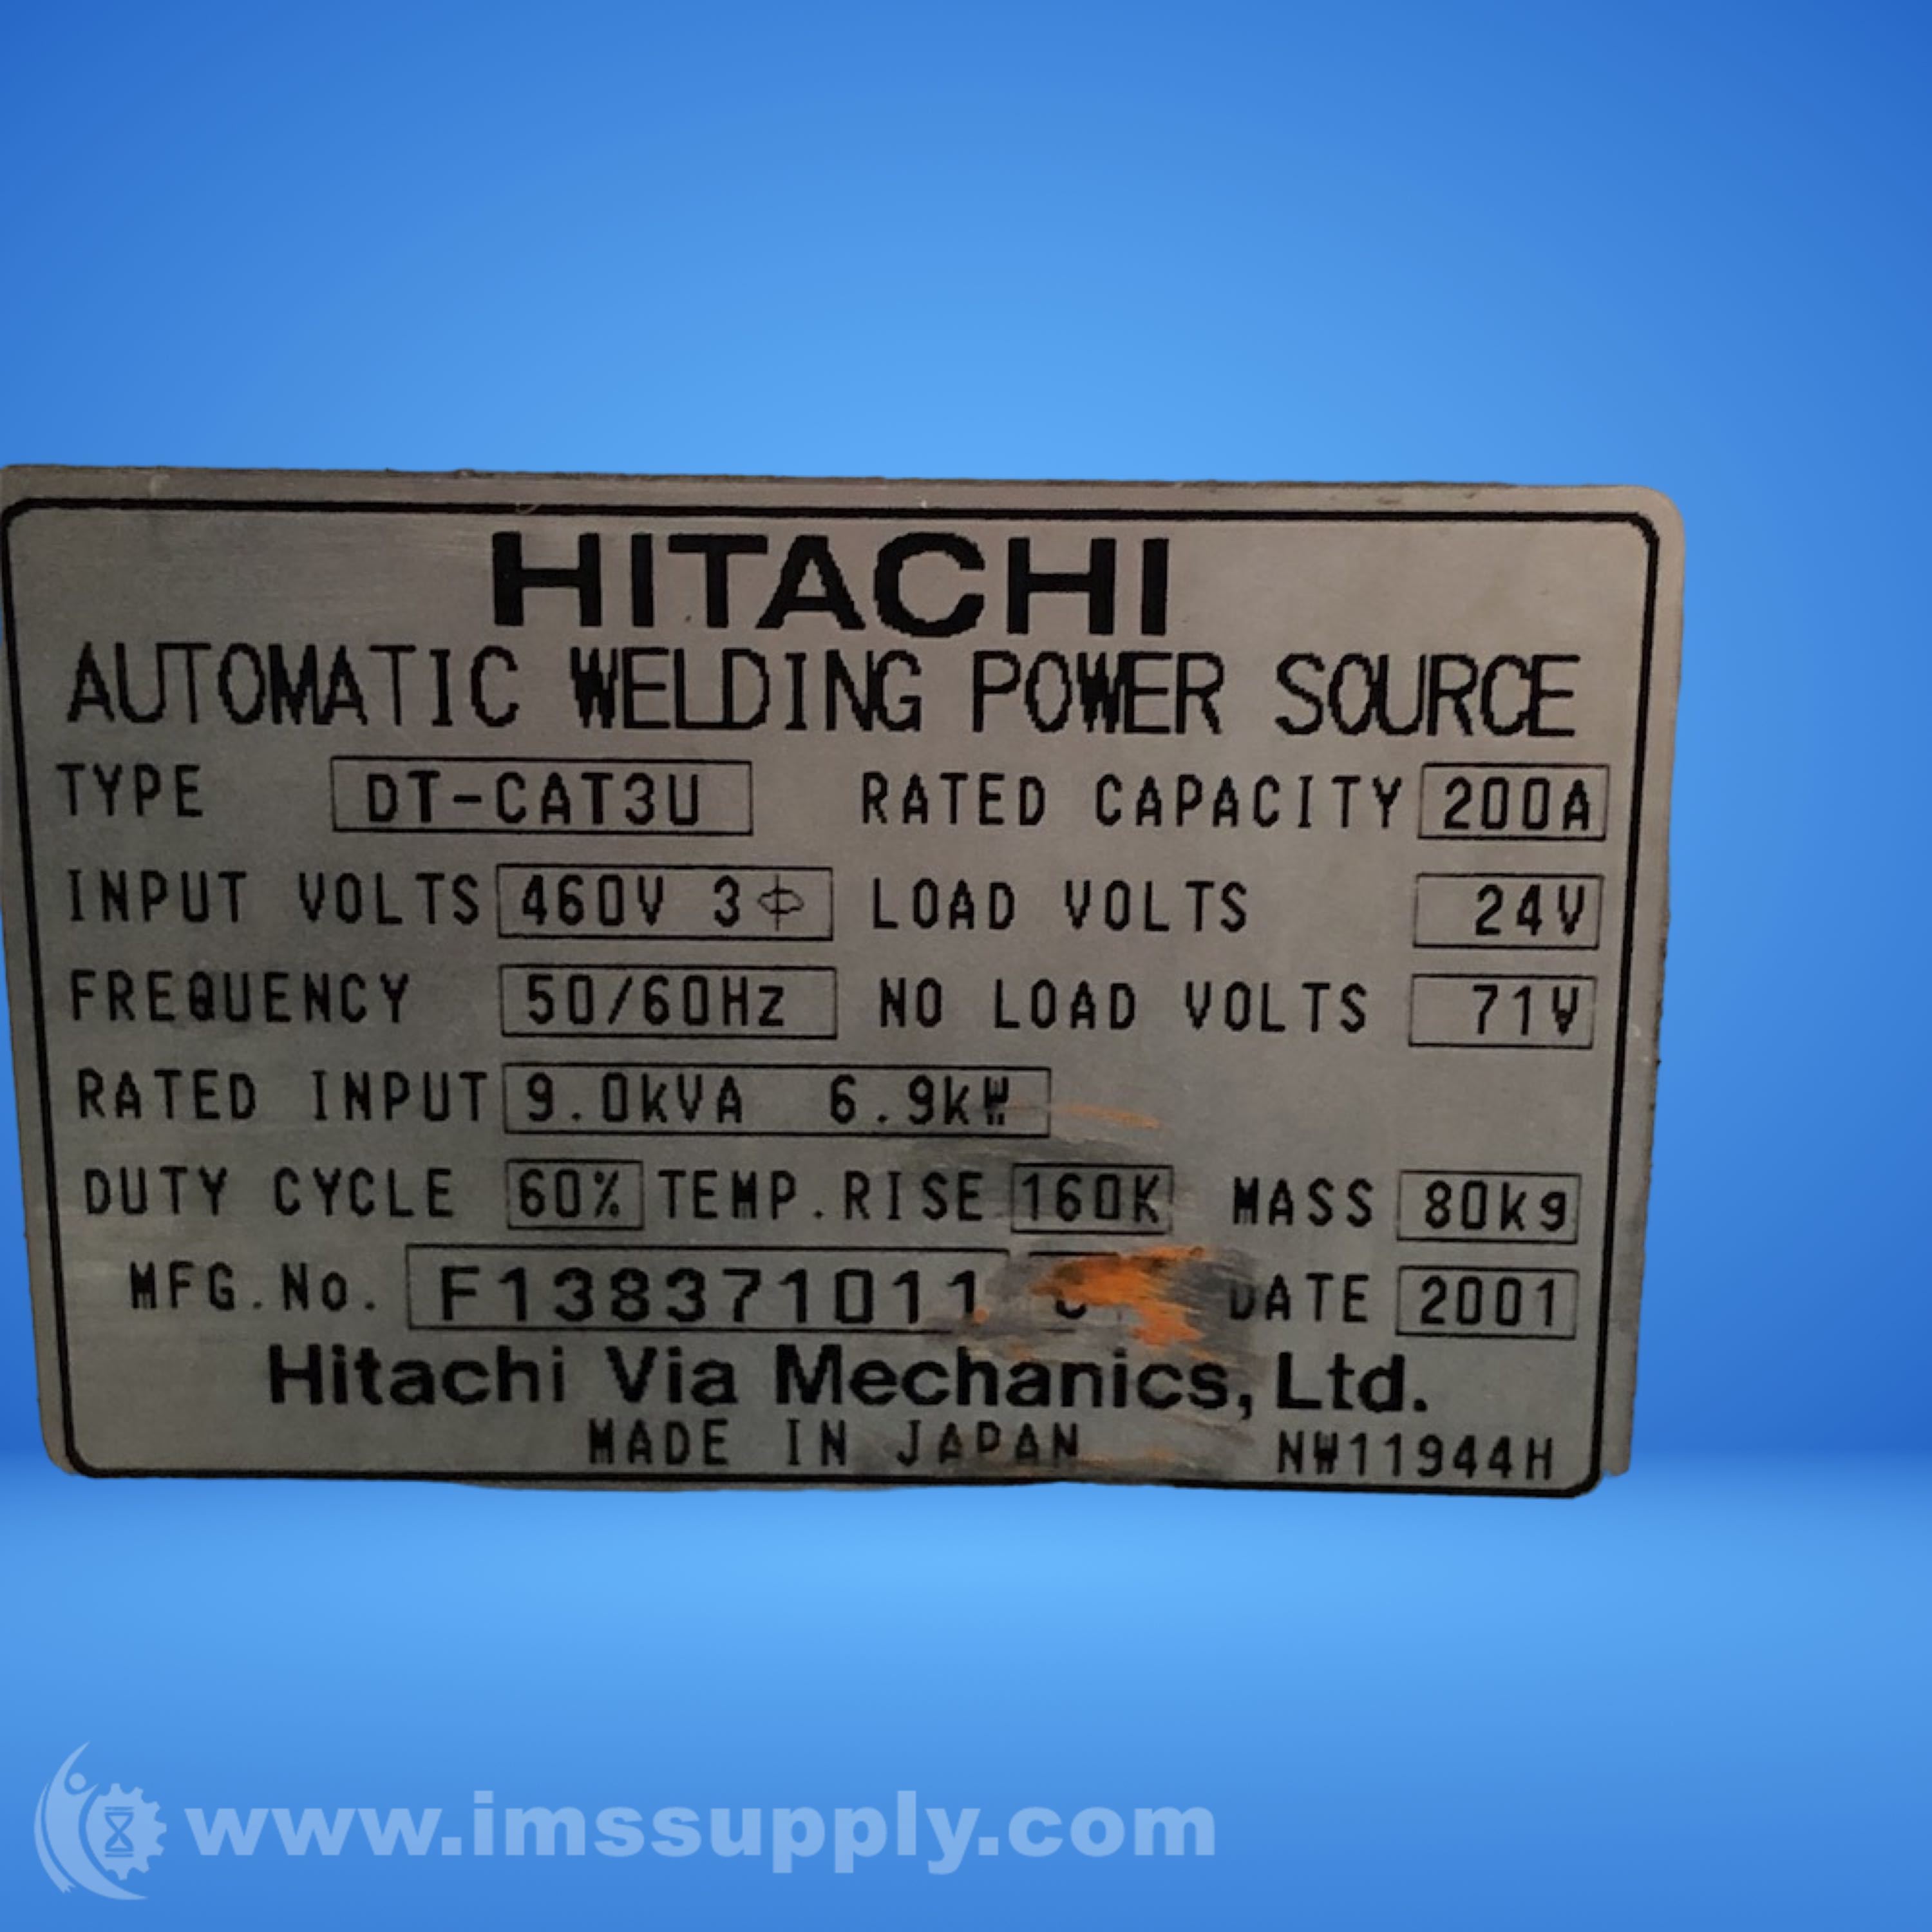 HITACHI
AUTOMATIC WELDING POWER SOURCE
TYPE DT-CAT3U RATED CAPACITY 200A
INPUT VOLTS 460V 3⌽ LOAD VOLTS 24V
FREQUENCY 50/60Hz NO LOAD VOLTS 71V
RATED INPUT 9.0kVA 6.9kW
DUTY CYCLE 60% TEMP.RISE 160K MASS 80kg
MFG.No. F138371011 DATE 2001
Hitachi Via Mechanics, Ltd.
MADE IN JAPAN NW11944H
www.imssupply.com